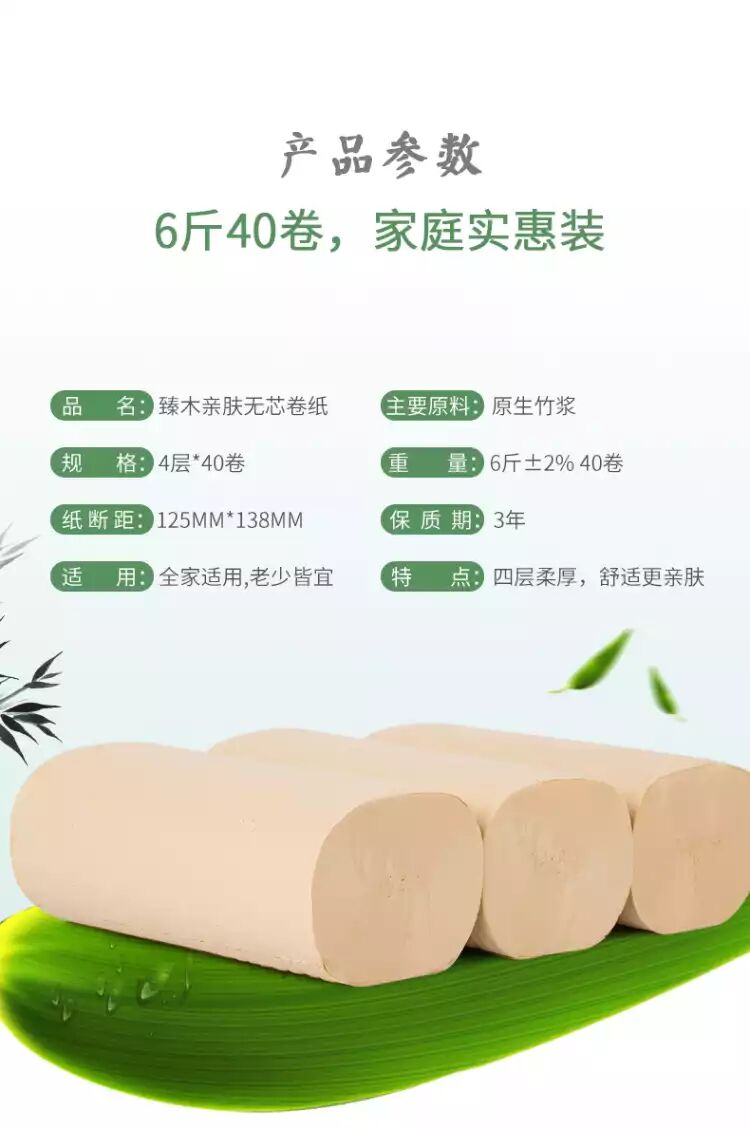 产品参数
6斤40卷，家庭实惠装
品名：臻木亲肤无芯卷纸
主要原料：原生竹浆
规格：4层*40卷
重量：6斤±2% 40卷
纸断距：125MM*138MM
保质期：3年
适用：全家适用,老少皆宜
特点：四层柔厚，舒适更亲肤